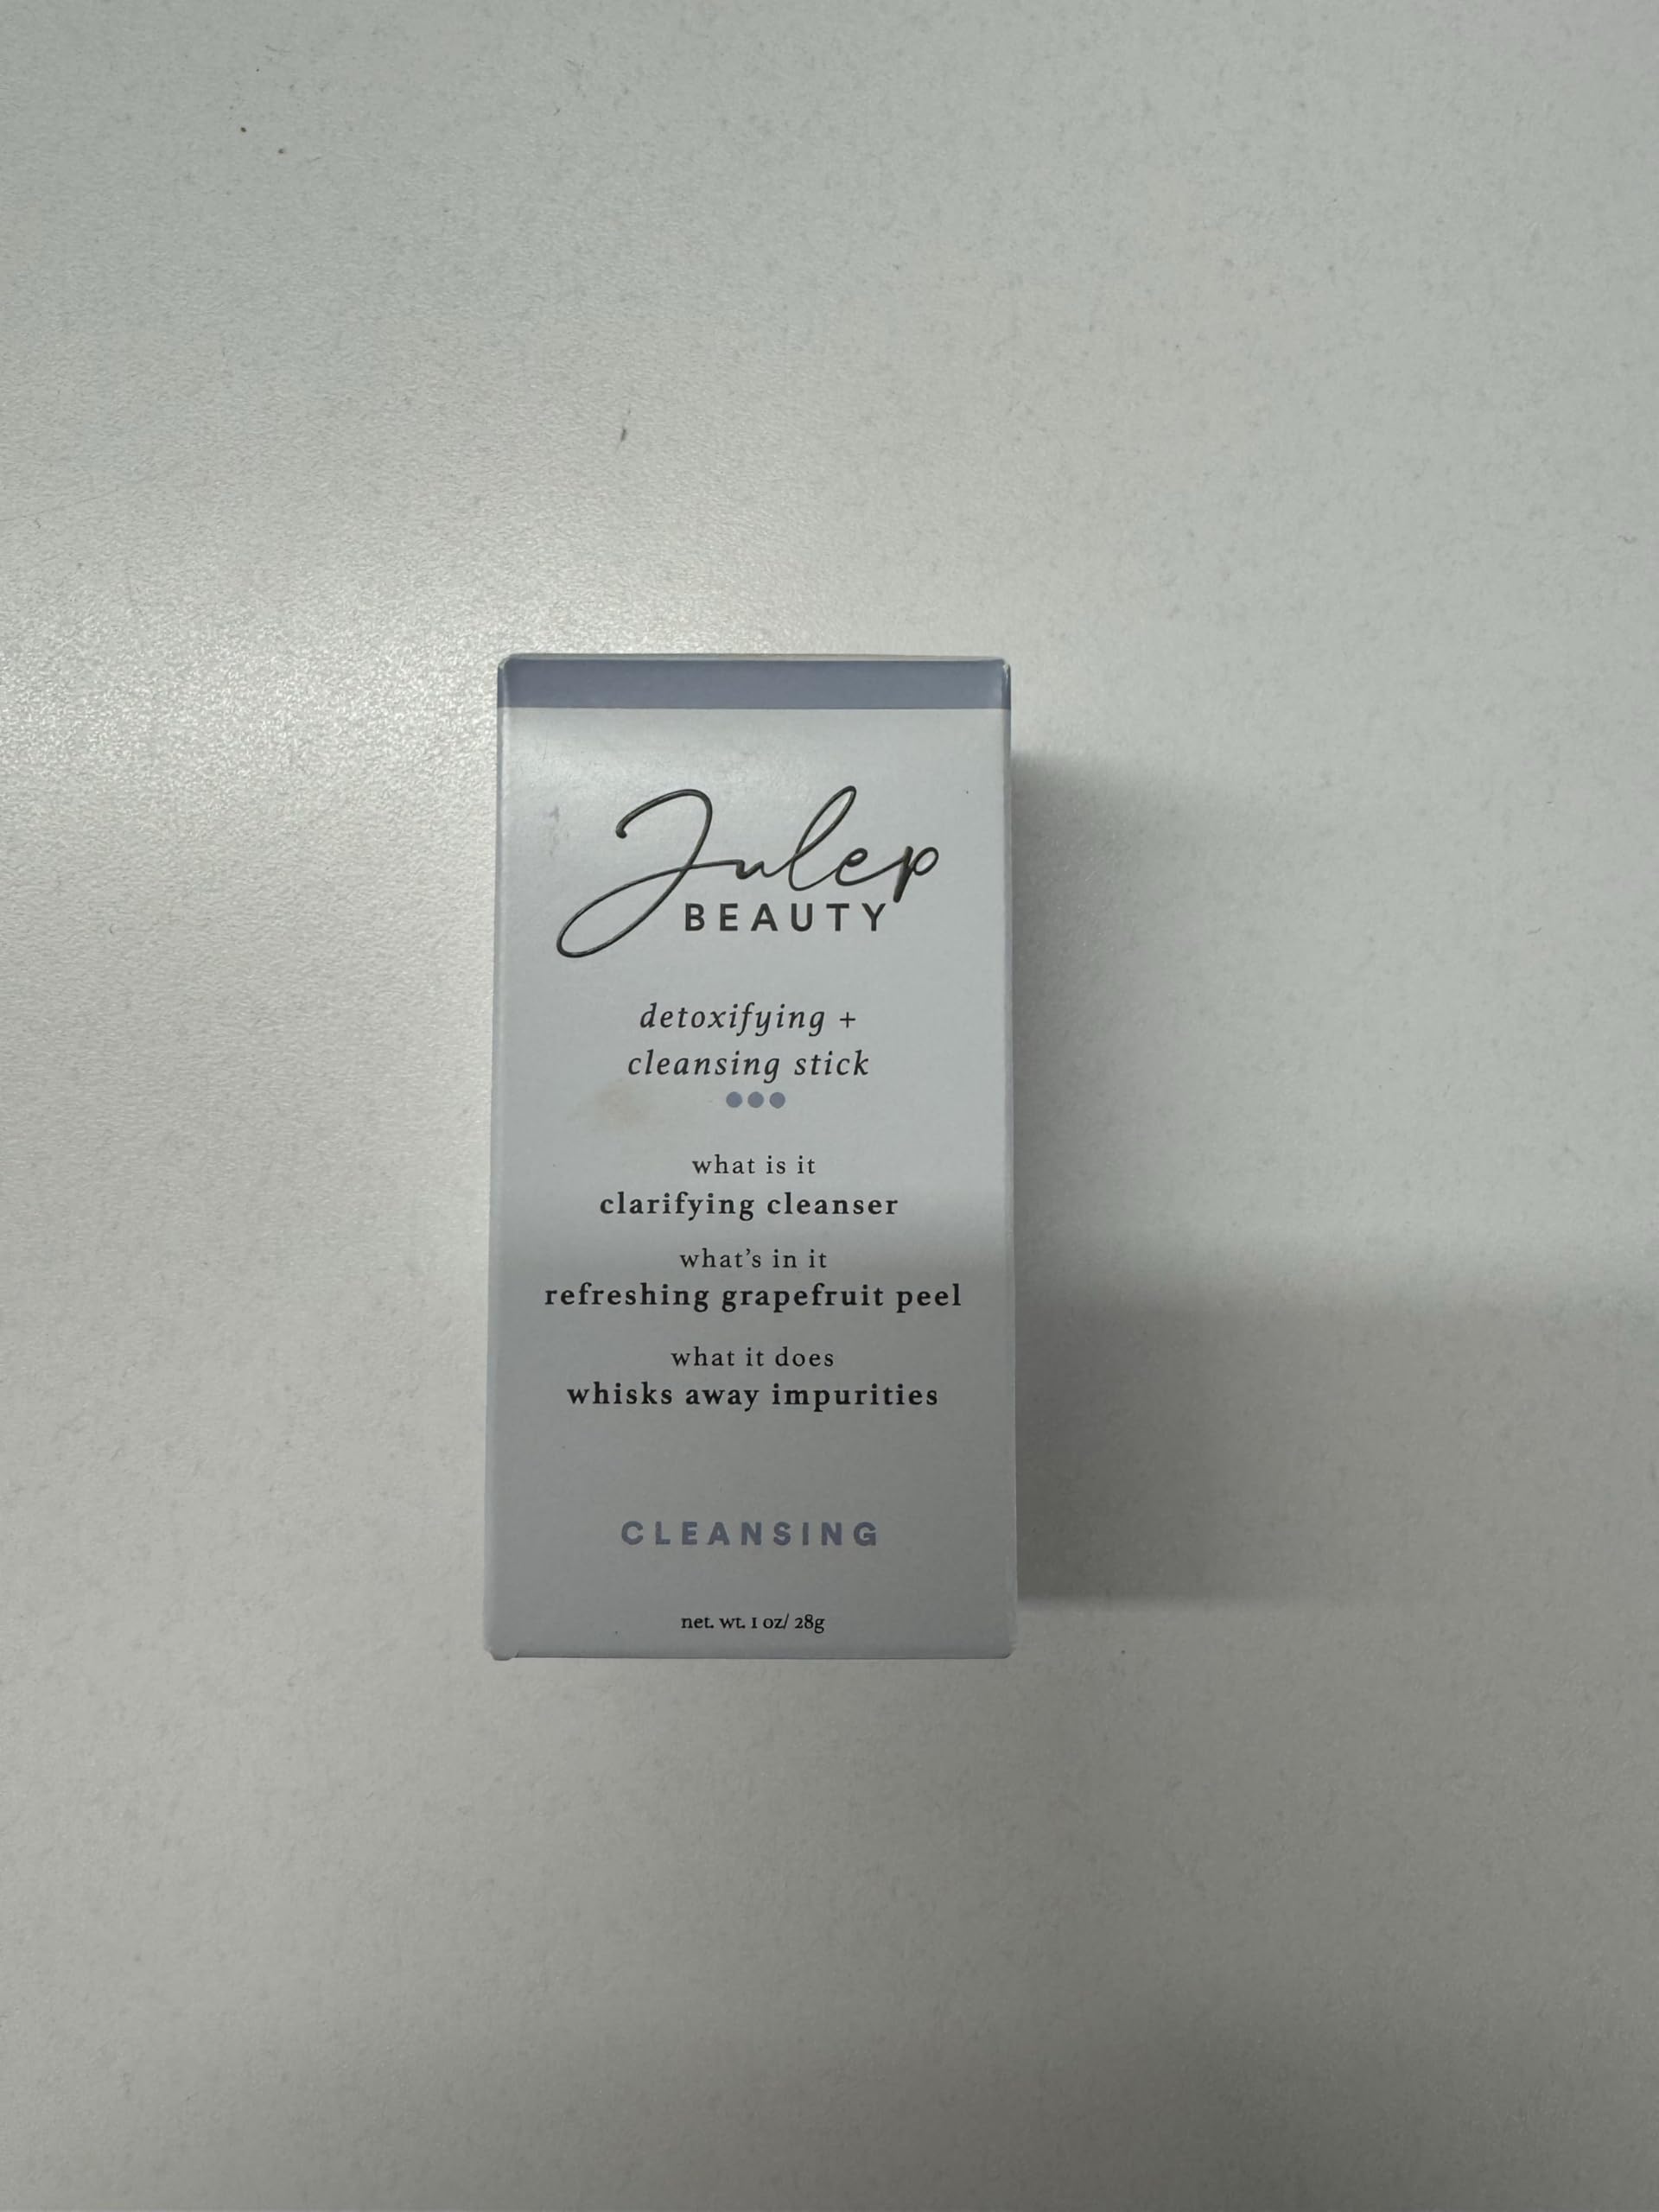 Julep
BEAUTY
detoxifying +
cleansing stick
what is it
clarifying cleanser
what's in it
refreshing grapefruit peel
what it does
whisks away impurities
CLEANSING
net. wt. 1 oz/ 28g